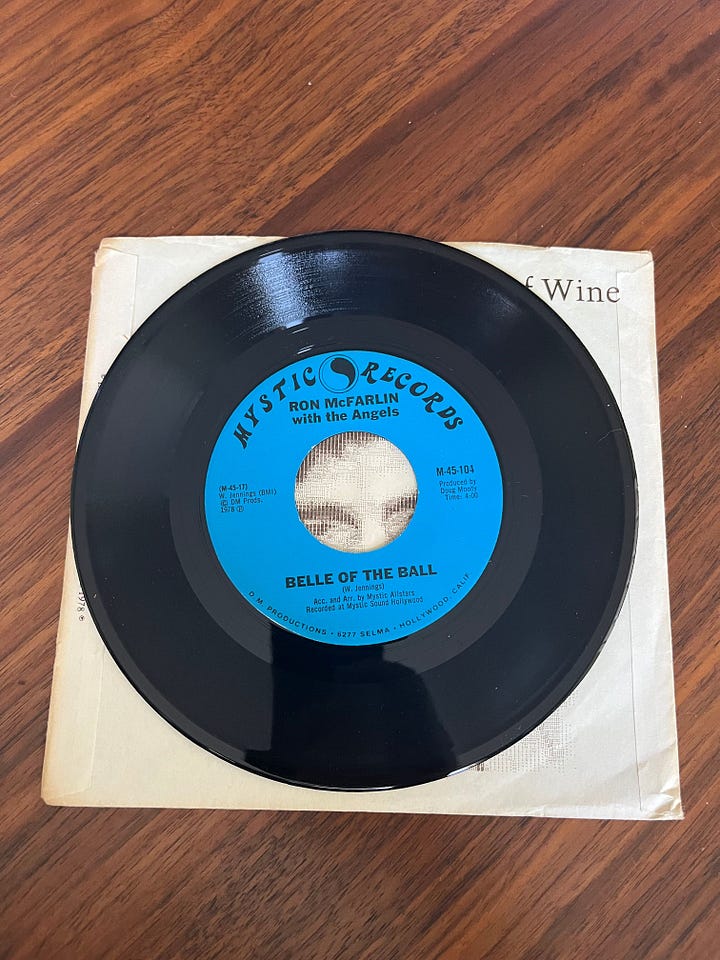 f Wine
MYSTIC RECORDS
RON McFARLIN
with the Angels
(M-45-17)
W. Jennings (BMI)
© DM Prods.
1978 ℗
M-45-104
Produced by
Doug Moody
Time: 4:00
BELLE OF THE BALL
(W. Jennings)
Acc. and Arr. by Mystic Allstars
Recorded at Mystic Sound Hollywood
D.M. PRODUCTIONS • 6277 SELMA • HOLLYWOOD, CALIF
1978 ℗